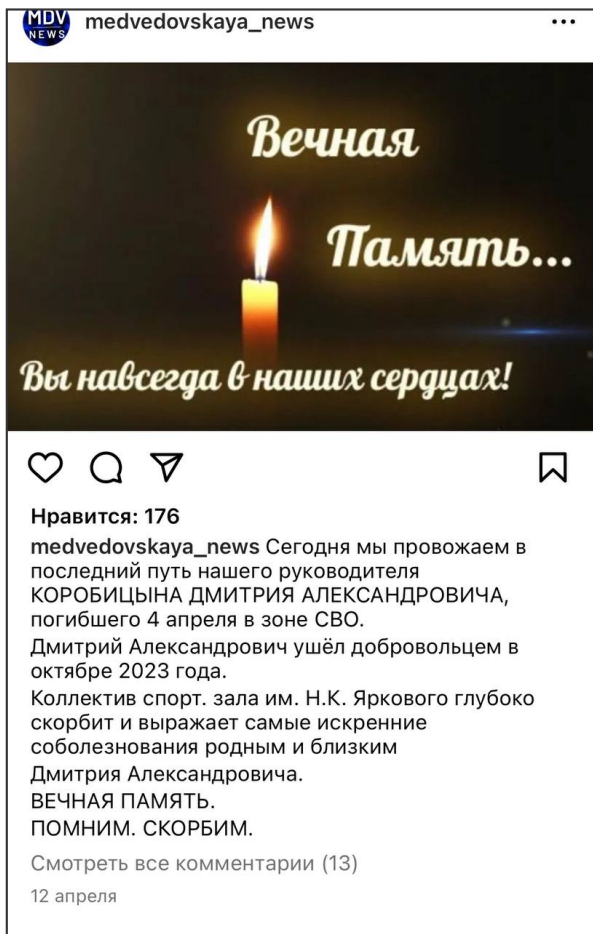 MDV
NEWS
medvedovskaya_news
Вечная
Память...
Вы навсегда в наших сердцах!
Нравится: 176
medvedovskaya_news Сегодня мы провожаем в
последний путь нашего руководителя
КОРОБИЦЫНА ДМИТРИЯ АЛЕКСАНДРОВИЧА,
погибшего 4 апреля в зоне СВО.
Дмитрий Александрович ушёл добровольцем в
октябре 2023 года.
Коллектив спорт. зала им. Н.К. Яркового глубоко
скорбит и выражает самые искренние
соболезнования родным и близким
Дмитрия Александровича.
ВЕЧНАЯ ПАМЯТЬ.
ПОМНИМ. СКОРБИМ.
Смотреть все комментарии (13)
12 апреля